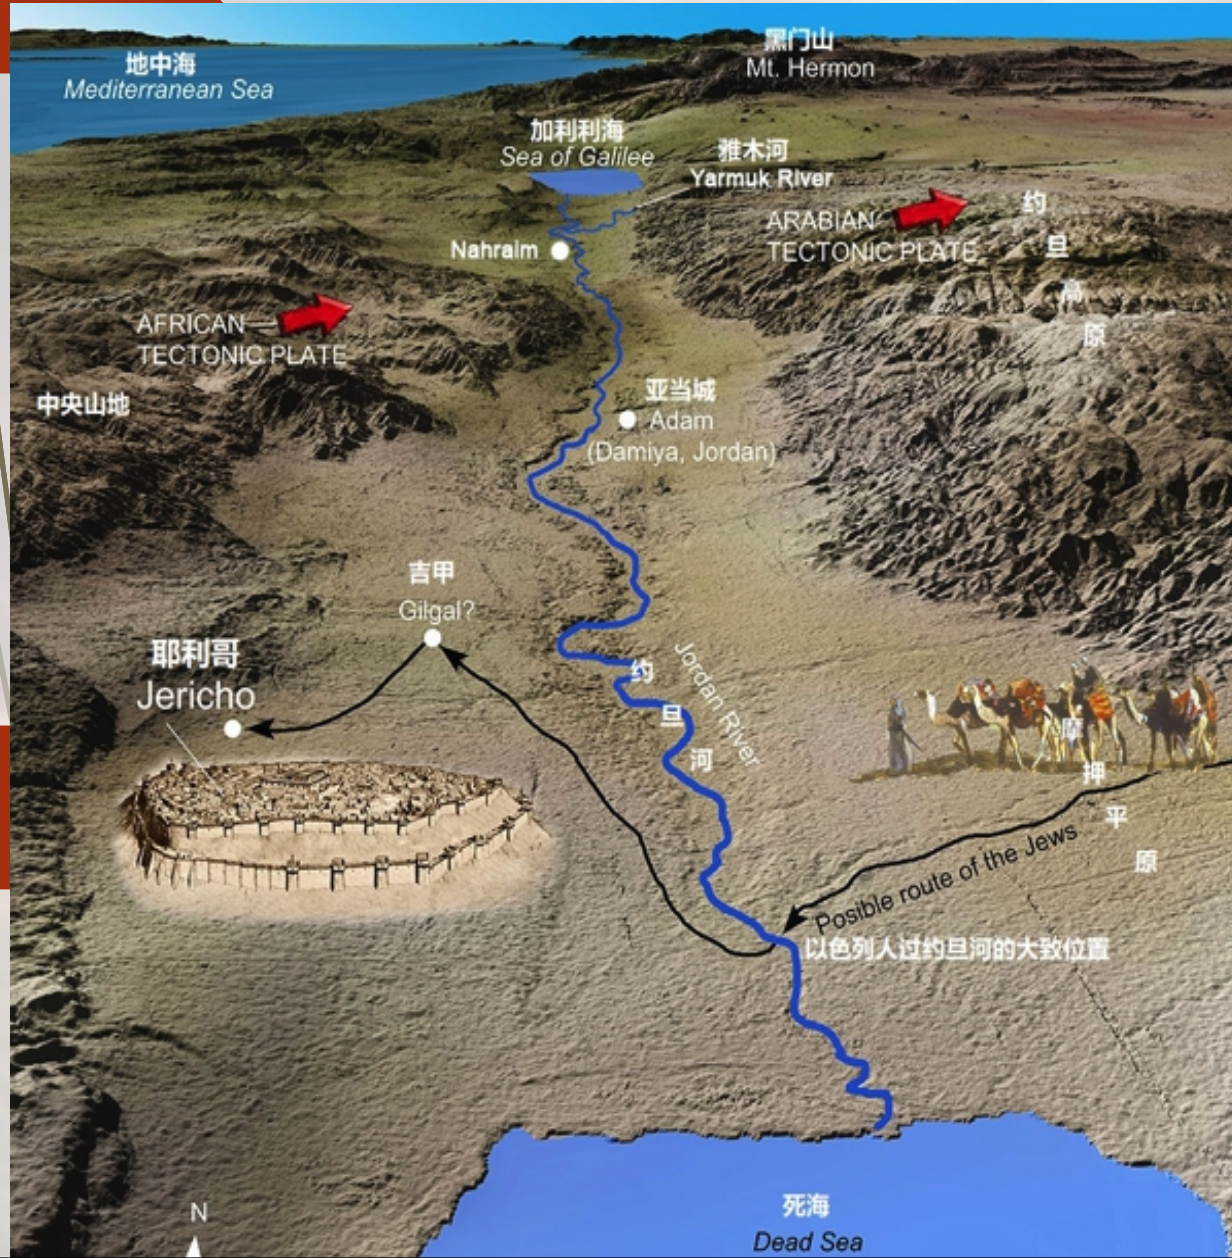 地中海
Mediterranean Sea
黑门山
Mt. Hermon
加利利海
Sea of Galilee
雅木河
Yarmuk River
ARABIAN
TECTONIC PLATE
约
旦
高
原
Nahralm
AFRICAN
TECTONIC PLATE
中央山地
亚当城
Adam
(Damiya, Jordan)
吉甲
Gilgal?
耶利哥
Jericho
约
旦
河
Jordan River
摩
押
平
原
Posible route of the Jews
以色列人过约旦河的大致位置
N
死海
Dead Sea